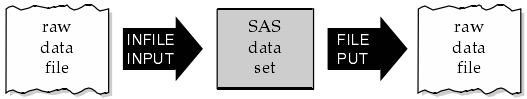 raw
data
file
INFILE
INPUT
SAS
data
set
FILE
PUT
raw
data
file